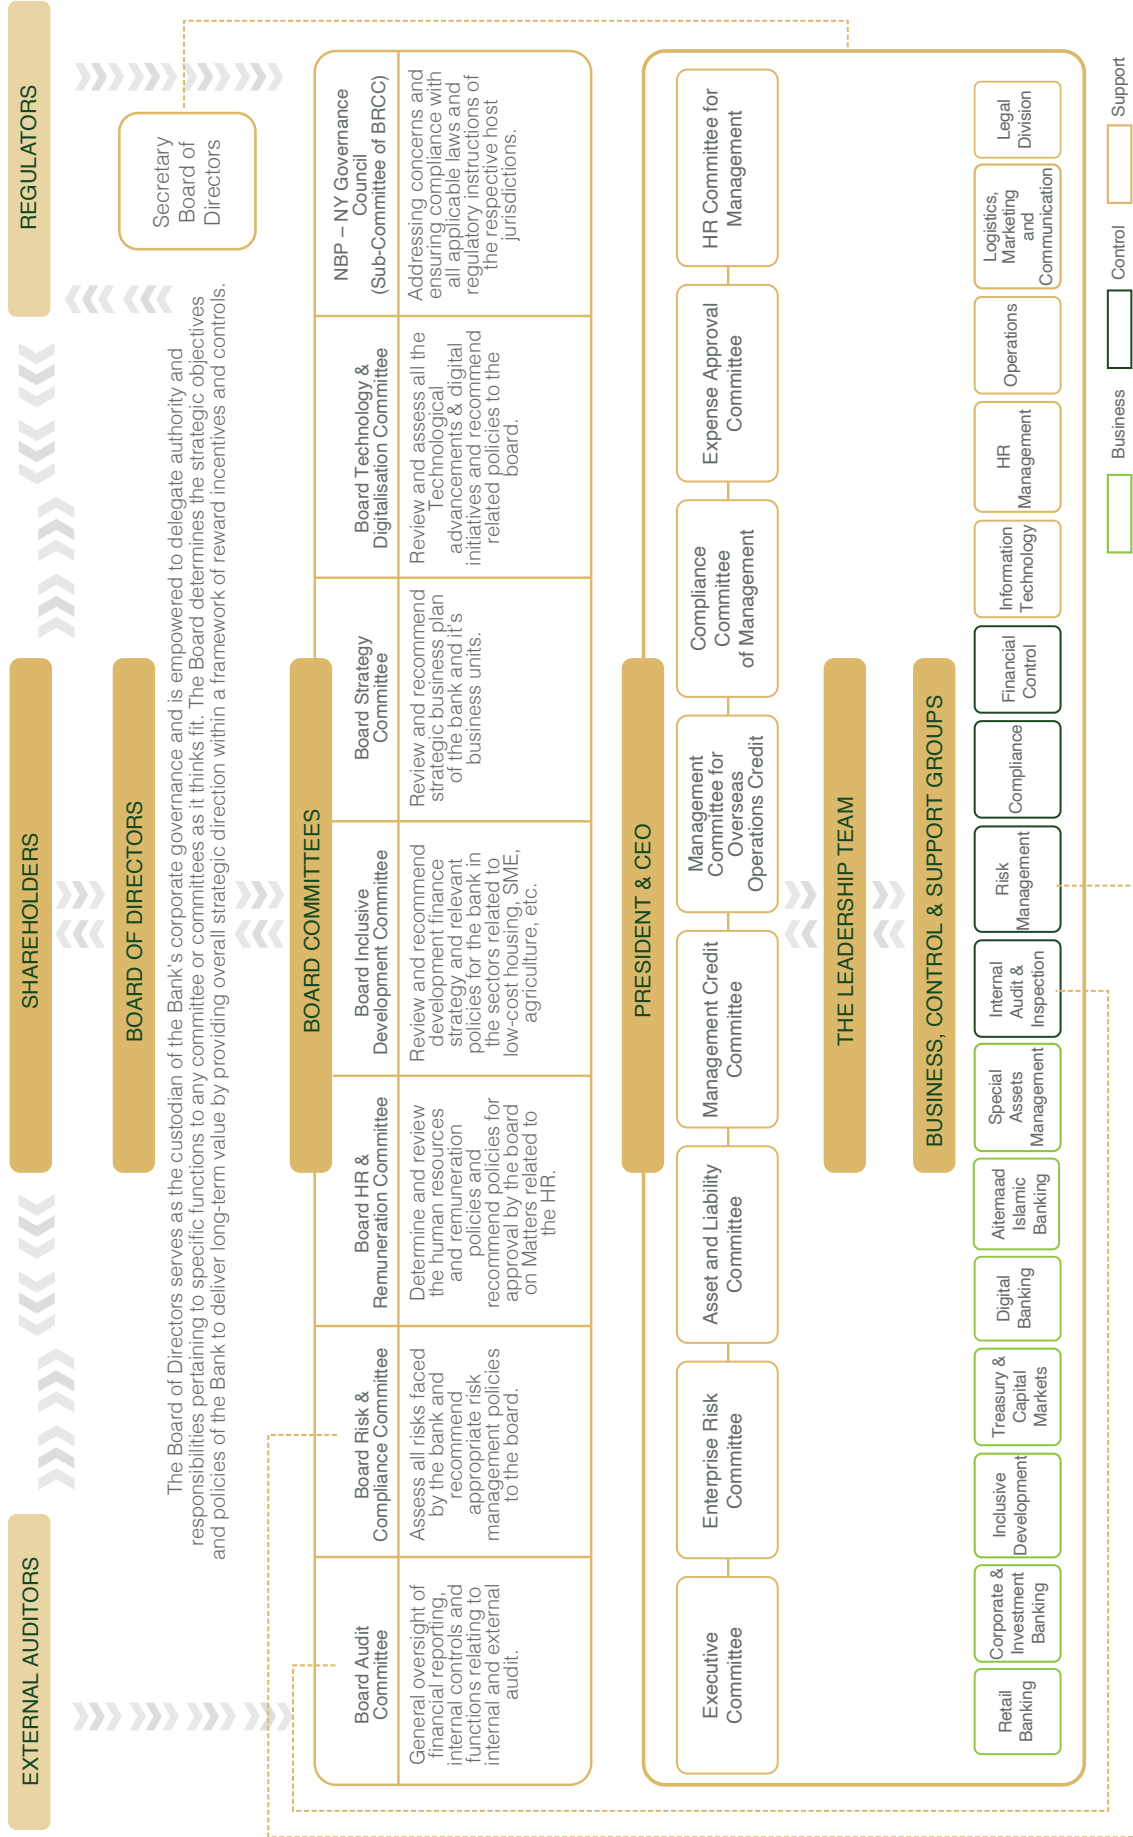 EXTERNAL AUDITORS
SHAREHOLDERS
REGULATORS
BOARD OF DIRECTORS
Secretary
Board of
Directors
The Board of Directors serves as the custodian of the Bank's corporate governance and is empowered to delegate authority and
responsibilities pertaining to specific functions to any committee or committees as it thinks fit. The Board determines the strategic objectives
and policies of the Bank to deliver long-term value by providing overall strategic direction within a framework of reward incentives and controls.
BOARD COMMITTEES
Board Audit
Committee
General oversight of
financial reporting,
internal controls and
functions relating to
internal and external
audit.
Board Risk &
Compliance Committee
Assess all risks faced
by the bank and
recommend
appropriate risk
management policies
to the board.
Board HR &
Remuneration Committee
Determine and review
the human resources
and remuneration
policies and
recommend policies for
approval by the board
on Matters related to
the HR.
Board Inclusive
Development Committee
Review and recommend
development finance
strategy and relevant
policies for the bank in
the sectors related to
low-cost housing, SME,
agriculture, etc.
Board Strategy
Committee
Review and recommend
strategic business plan
of the bank and it's
business units.
Board Technology &
Digitalisation Committee
Review and assess all the
Technological
advancements & digital
initiatives and recommend
related policies to the
board.
NBP – NY Governance
Council
(Sub-Committee of BRCC)
Addressing concerns and
ensuring compliance with
all applicable laws and
regulatory instructions of
the respective host
jurisdictions.
PRESIDENT & CEO
Executive
Committee
Enterprise Risk
Committee
Asset and Liability
Committee
Management Credit
Committee
Management
Committee for
Overseas
Operations Credit
Compliance
Committee
of Management
Expense Approval
Committee
HR Committee for
Management
THE LEADERSHIP TEAM
BUSINESS, CONTROL & SUPPORT GROUPS
Retail
Banking
Corporate &
Investment
Banking
Inclusive
Development
Treasury &
Capital
Markets
Digital
Banking
Aitemaad
Islamic
Banking
Special
Assets
Management
Internal
Audit &
Inspection
Risk
Management
Compliance
Financial
Control
Information
Technology
HR
Management
Operations
Logistics,
Marketing
and
Communication
Legal
Division
Business
Control
Support